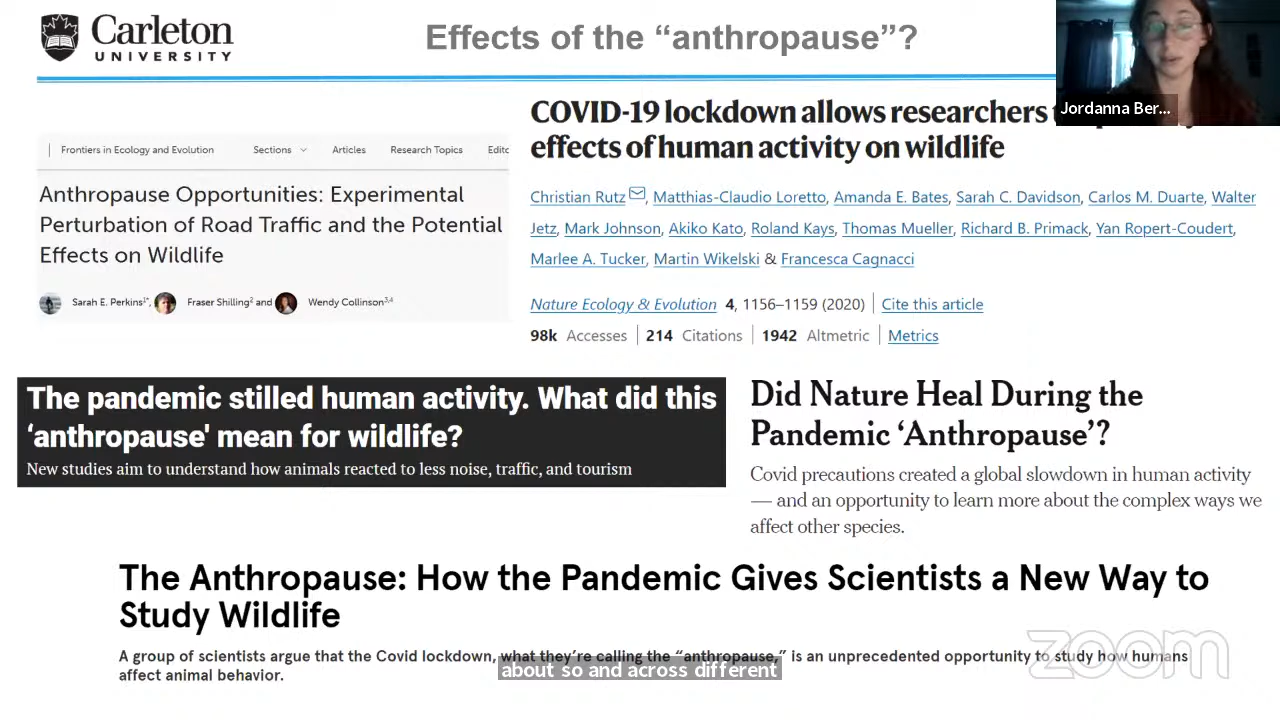 Carleton
UNIVERSITY
Effects of the “anthropause”?
Jordanna Ber...
COVID-19 lockdown allows researchers
effects of human activity on wildlife
Christian Rutz, Matthias-Claudio Loretto, Amanda E. Bates, Sarah C. Davidson, Carlos M. Duarte, Walter
Jetz, Mark Johnson, Akiko Kato, Roland Kays, Thomas Mueller, Richard B. Primack, Yan Ropert-Coudert,
Marlee A. Tucker, Martin Wikelski & Francesca Cagnacci
Nature Ecology & Evolution 4, 1156–1159 (2020) Cite this article
98k Accesses 214 Citations 1942 Altmetric Metrics
Frontiers in Ecology and Evolution Sections Articles Research Topics Edito
Anthropause Opportunities: Experimental
Perturbation of Road Traffic and the Potential
Effects on Wildlife
Sarah E. Perkins1*, Fraser Shilling2 and Wendy Collinson3,4
The pandemic stilled human activity. What did this
‘anthropause' mean for wildlife?
New studies aim to understand how animals reacted to less noise, traffic, and tourism
Did Nature Heal During the
Pandemic ‘Anthropause’?
Covid precautions created a global slowdown in human activity
— and an opportunity to learn more about the complex ways we
affect other species.
The Anthropause: How the Pandemic Gives Scientists a New Way to
Study Wildlife
A group of scientists argue that the Covid lockdown, what they’re calling the “anthropause,” is an unprecedented opportunity to study how humans
affect animal behavior.
about so and across different
zoom